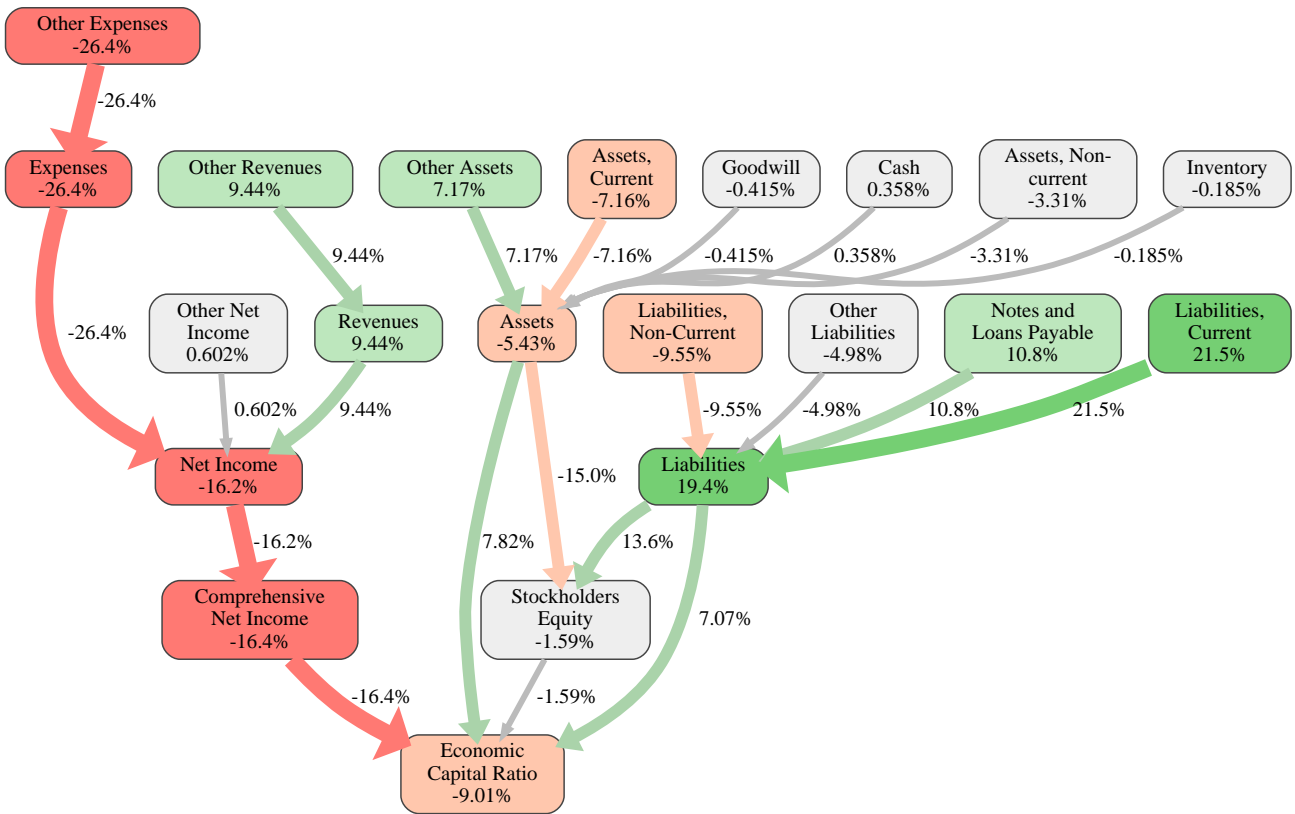 Other Expenses
-26.4%
-26.4%
Expenses
-26.4%
Other Revenues
9.44%
Other Assets
7.17%
Assets,
Current
-7.16%
Goodwill
-0.415%
Cash
0.358%
Assets, Non-
current
-3.31%
Inventory
-0.185%
9.44%
7.17%
-7.16%
-0.415%
0.358%
-3.31%
-0.185%
-26.4%
Other Net
Income
0.602%
Revenues
9.44%
Assets
-5.43%
Liabilities,
Non-Current
-9.55%
Other
Liabilities
-4.98%
Notes and
Loans Payable
10.8%
Liabilities,
Current
21.5%
0.602%
9.44%
-9.55%
-4.98%
10.8%
21.5%
Net Income
-16.2%
-15.0%
Liabilities
19.4%
-16.2%
7.82%
13.6%
Comprehensive
Net Income
-16.4%
Stockholders
Equity
-1.59%
7.07%
-16.4%
-1.59%
Economic
Capital Ratio
-9.01%